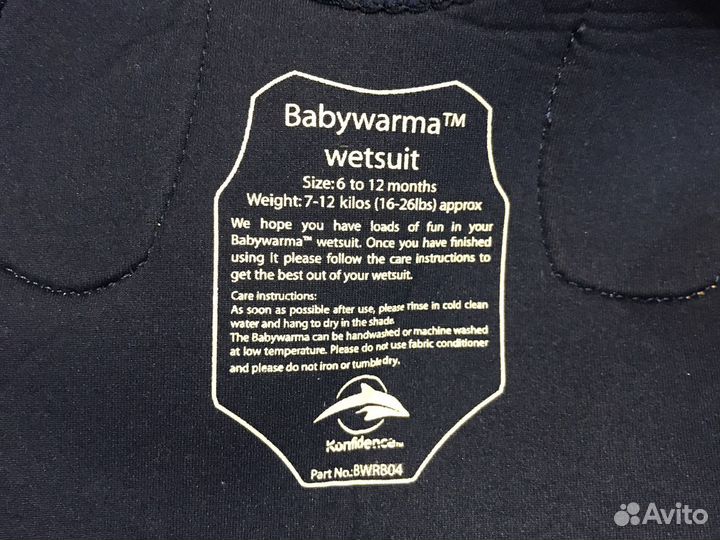 Babywarma™
wetsuit
Size: 6 to 12 months
Weight: 7-12 kilos (16-26lbs) approx
We hope you have loads of fun in your
Babywarma™ wetsuit. Once you have finished
using it please follow the care instructions to
get the best out of your wetsuit.
Care instructions:
As soon as possible after use, please rinse in cold clean
water and hang to dry in the shade.
The Babywarma can be handwashed or machine washed
at low temperature. Please do not use fabric conditioner
and please do not iron or tumbledry.
Konfidence™
Part No.: BWRB04
Avito